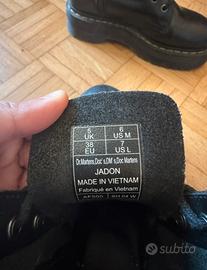 5 UK 6 US M
38 EU 7 US L
Dr.Martens,Doc's,DM's,Doc Martens
JADON
MADE IN VIETNAM
Fabriqué en Vietnam
subito